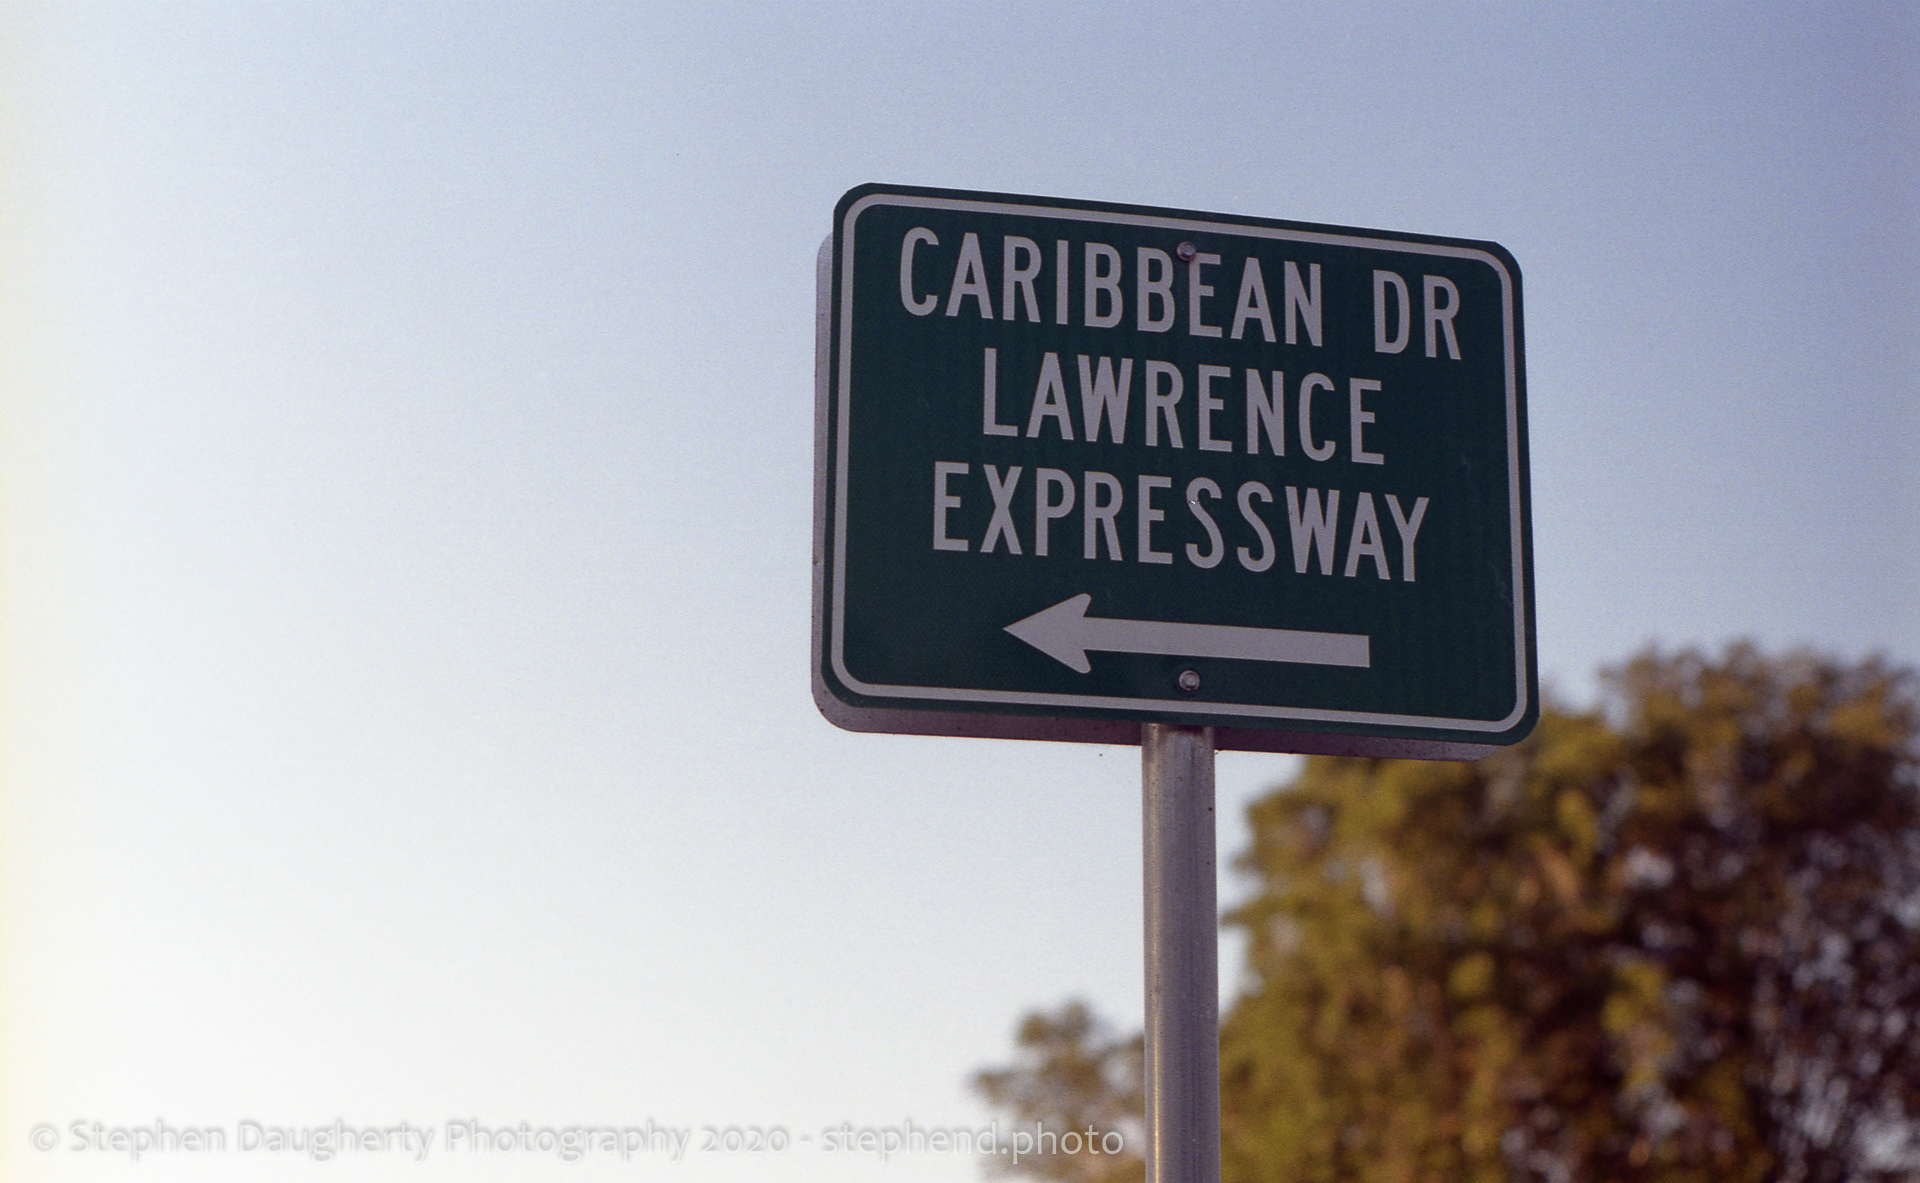 CARIBBEAN DR
LAWRENCE
EXPRESSWAY
© Stephen Daugherty Photography 2020 - stephend.photo